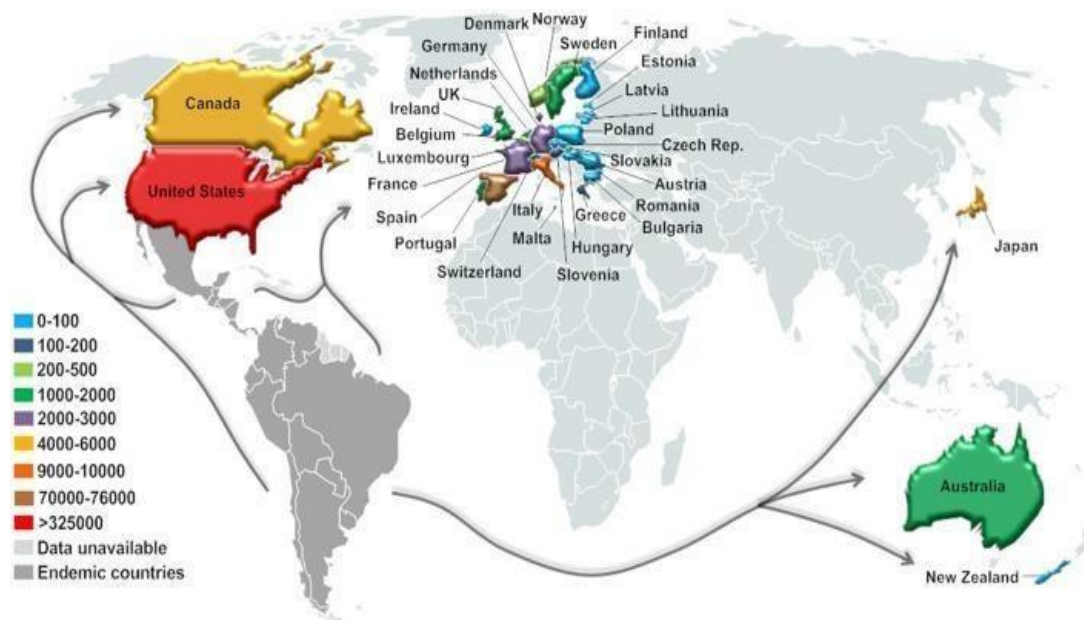 Norway
Denmark
Finland
Germany
Sweden
Estonia
Netherlands
Latvia
UK
Lithuania
Ireland
Poland
Belgium
Czech Rep.
Luxembourg
Slovakia
France
Austria
Spain
Italy
Greece
Romania
Portugal
Malta
Bulgaria
Hungary
Switzerland
Slovenia
Canada
United States
Japan
Australia
New Zealand
0-100
100-200
200-500
1000-2000
2000-3000
4000-6000
9000-10000
70000-76000
>325000
Data unavailable
Endemic countries